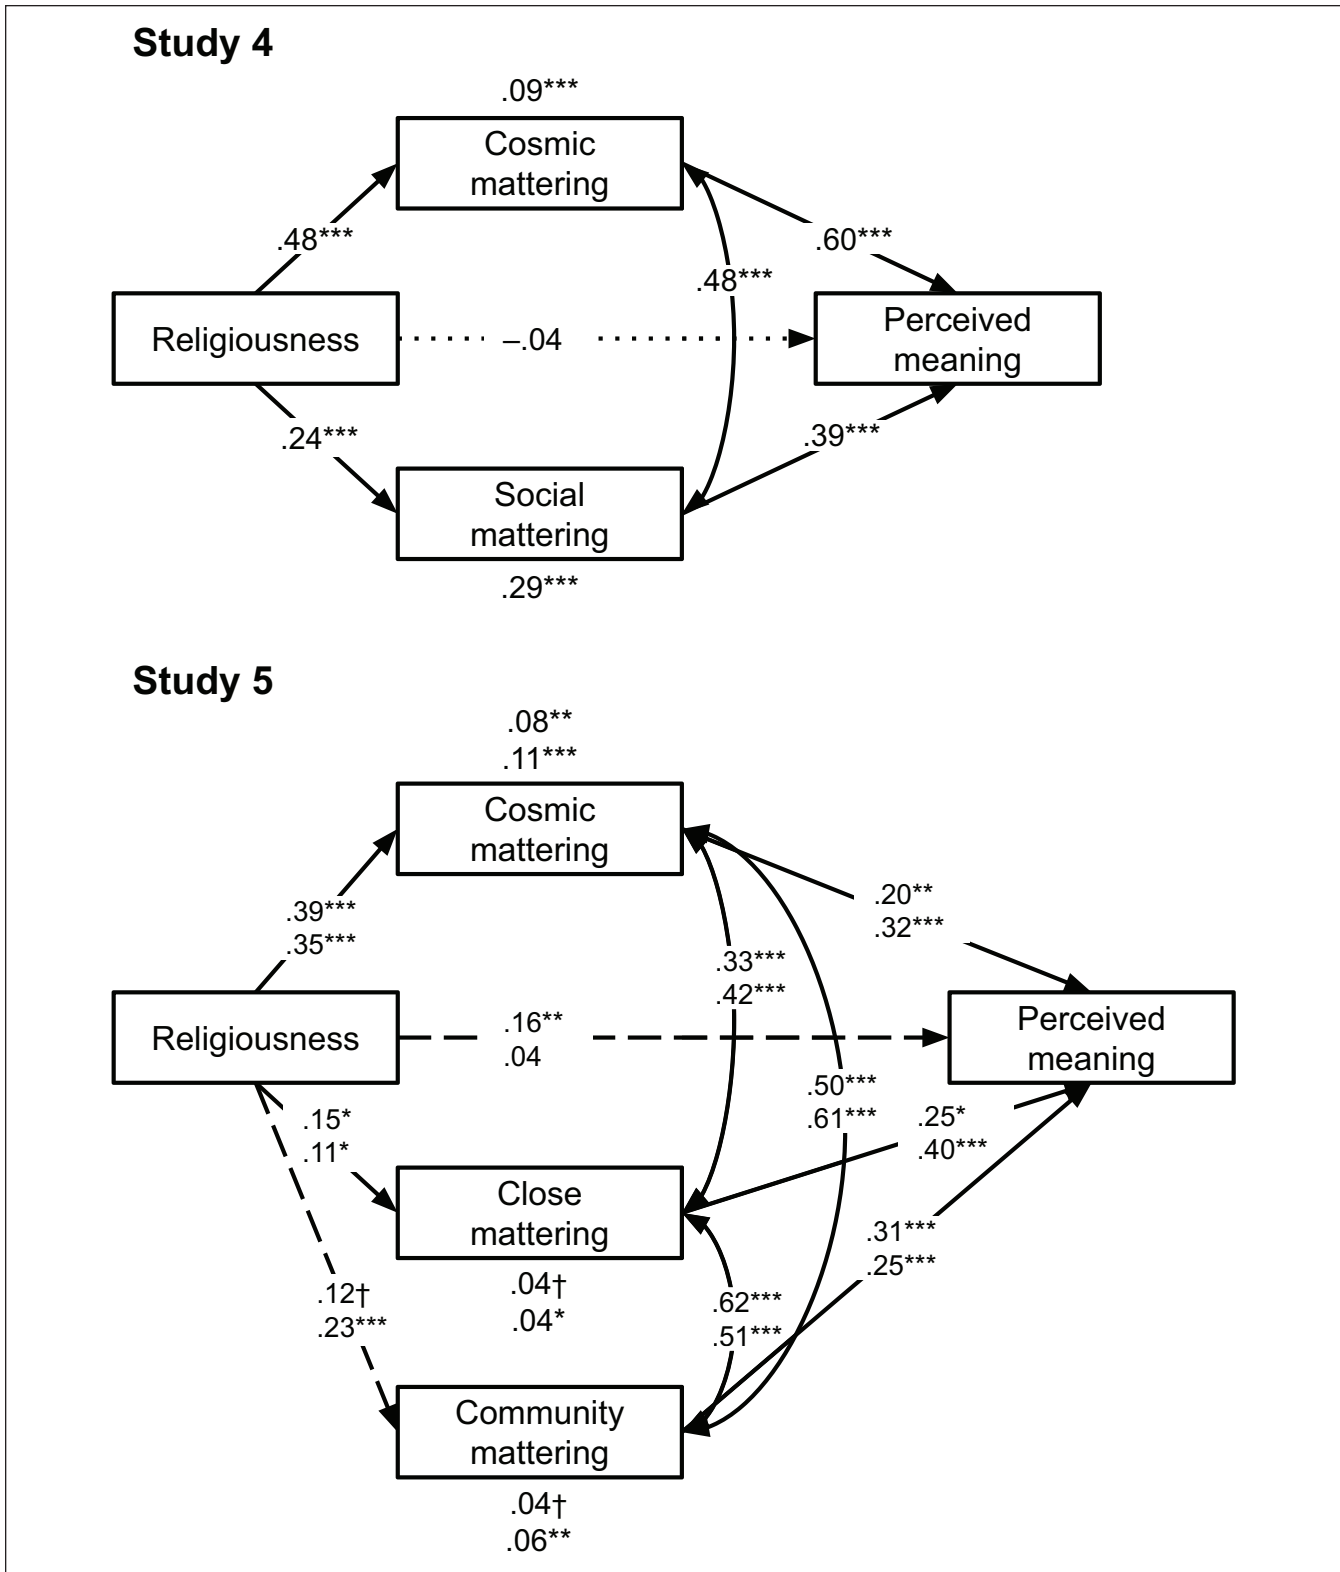 Study 4
.09***
Cosmic
mattering
.48***
.60***
.48***
Religiousness
–.04
Perceived
meaning
.24***
.39***
Social
mattering
.29***
Study 5
.08**
.11***
Cosmic
mattering
.39***
.35***
.20**
.32***
.33***
.42***
Religiousness
.16**
.04
Perceived
meaning
.50***
.61***
.15*
.11*
.25*
.40***
Close
mattering
.04†
.04*
.31***
.25***
.12†
.23***
.62***
.51***
Community
mattering
.04†
.06**